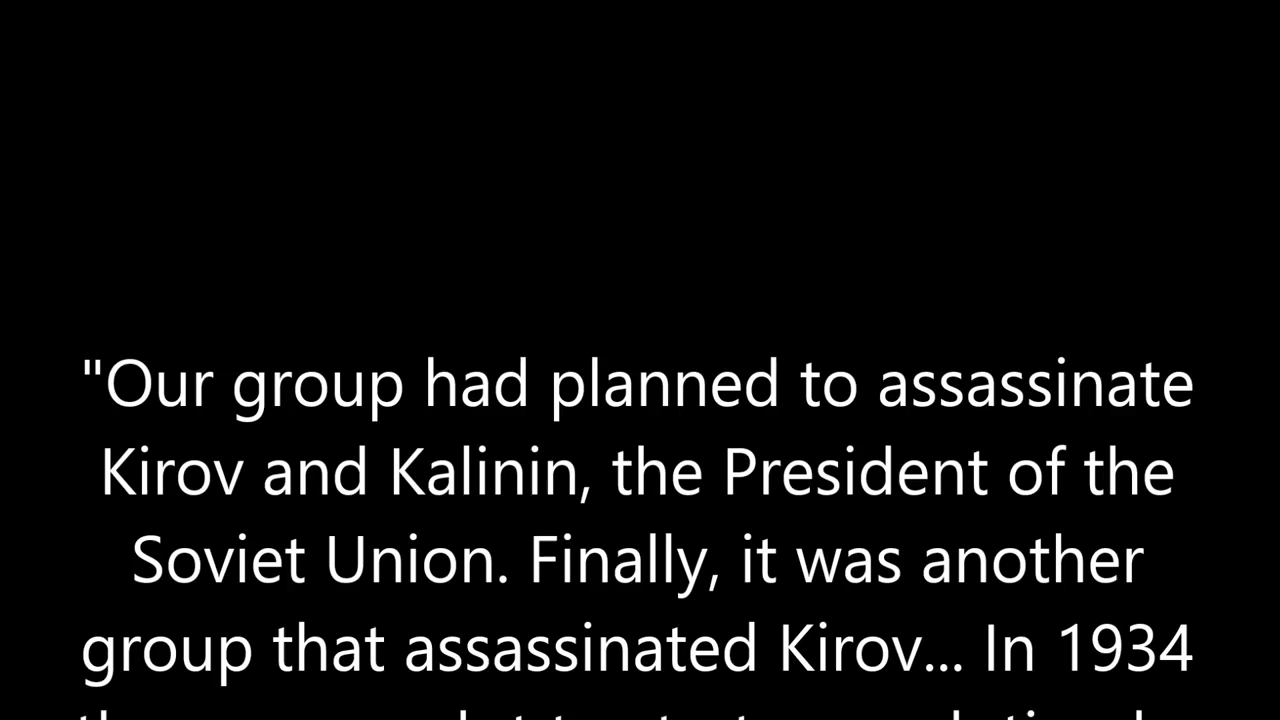 "Our group had planned to assassinate
Kirov and Kalinin, the President of the
Soviet Union. Finally, it was another
group that assassinated Kirov... In 1934